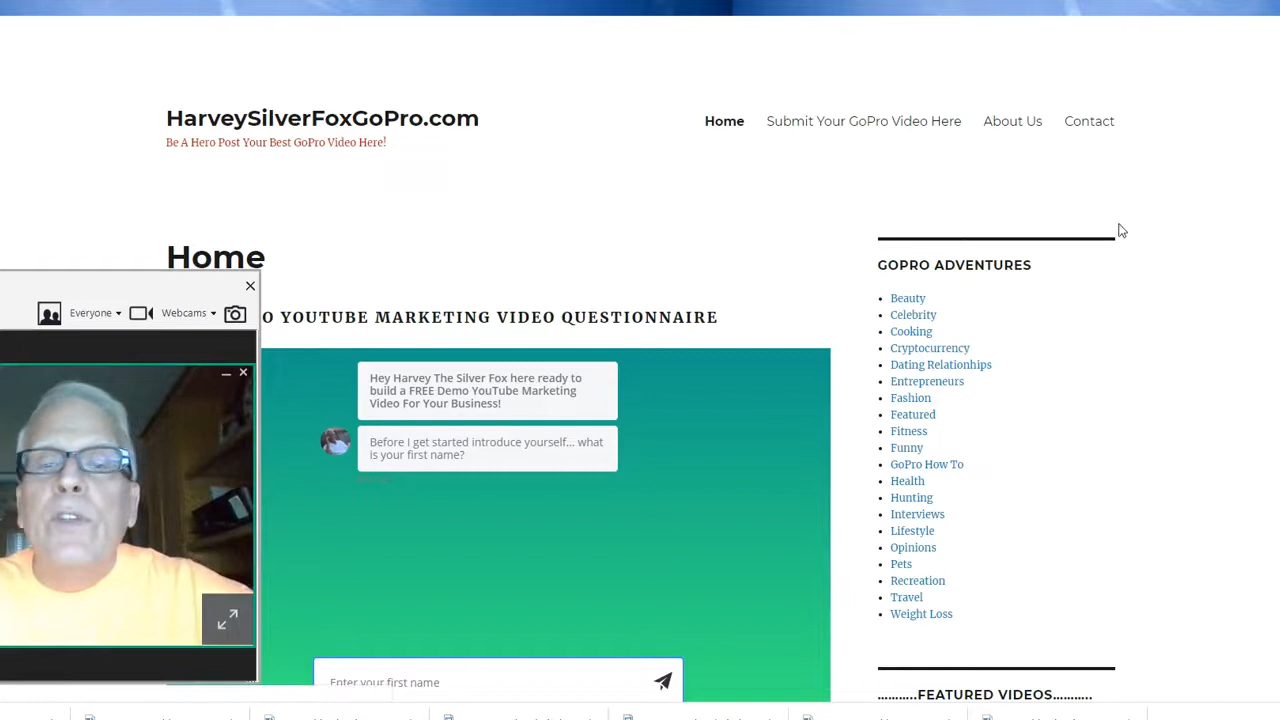 HarveySilverFoxGoPro.com
Be A Hero Post Your Best GoPro Video Here!
Home
Submit Your GoPro Video Here
About Us
Contact
Home
O YOUTUBE MARKETING VIDEO QUESTIONNAIRE
Everyone
Webcams
Hey Harvey The Silver Fox here ready to
build a FREE Demo YouTube Marketing
Video For Your Business!
Before I get started introduce yourself... what
is your first name?
Enter your first name
GOPRO ADVENTURES
Beauty
Celebrity
Cooking
Cryptocurrency
Dating Relationships
Entrepreneurs
Fashion
Featured
Fitness
Funny
GoPro How To
Health
Hunting
Interviews
Lifestyle
Opinions
Pets
Recreation
Travel
Weight Loss
...........FEATURED VIDEOS...........